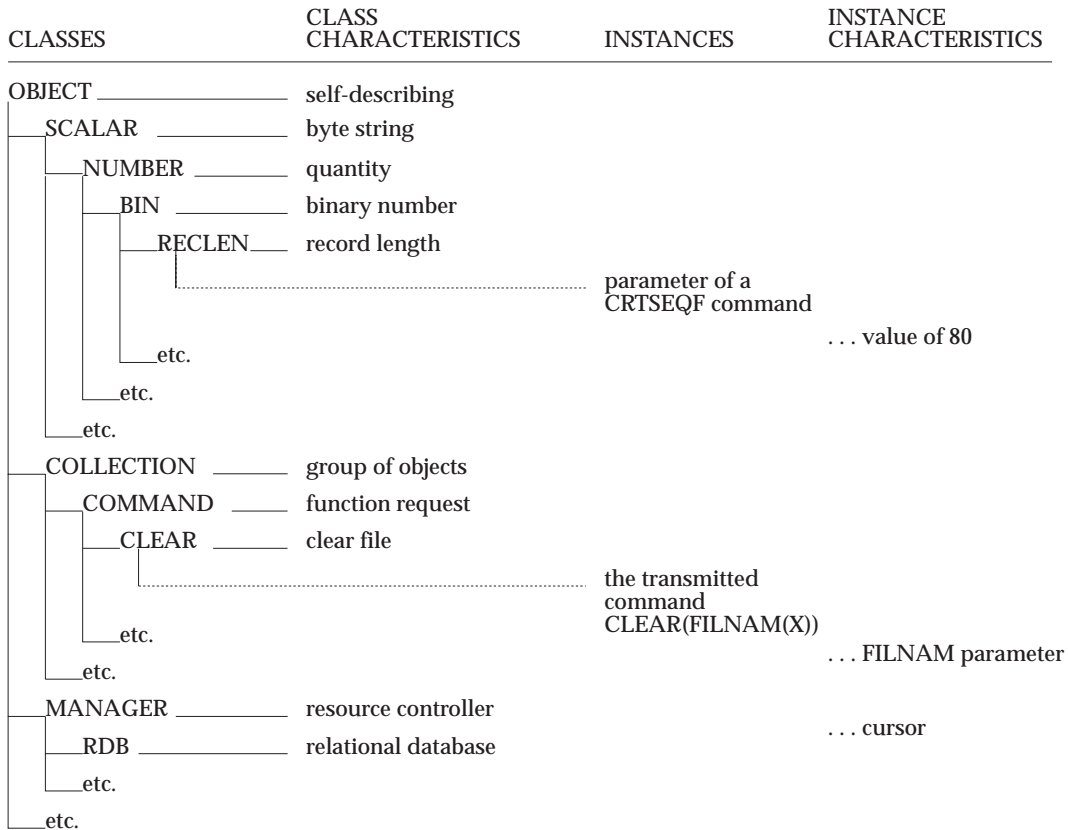 CLASSES CLASS CHARACTERISTICS INSTANCES INSTANCE CHARACTERISTICS
OBJECT self-describing
SCALAR byte string
NUMBER quantity
BIN binary number
RECLEN record length
parameter of a
CRTSEQF command
. . . value of 80
etc.
etc.
etc.
COLLECTION group of objects
COMMAND function request
CLEAR clear file
the transmitted
command
CLEAR(FILNAM(X))
etc.
. . . FILNAM parameter
etc.
MANAGER resource controller
. . . cursor
RDB relational database
etc.
etc.